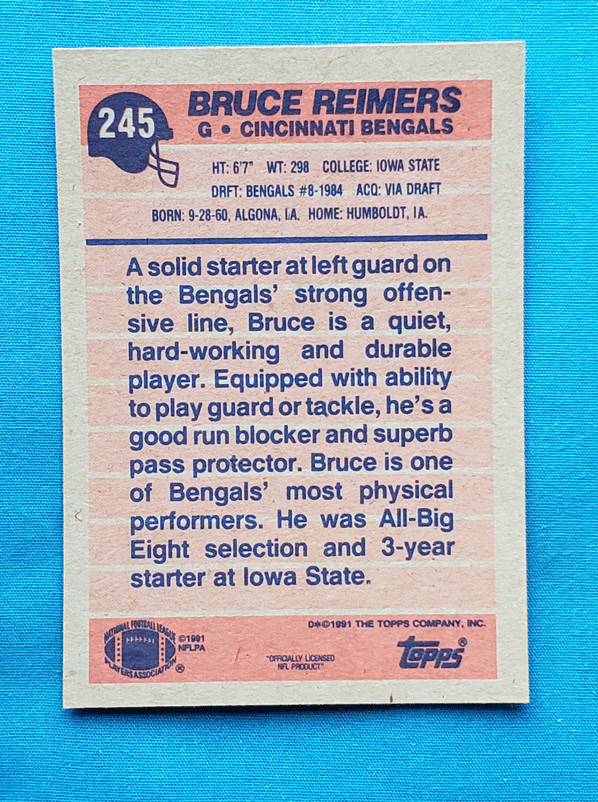 245
BRUCE REIMERS
G • CINCINNATI BENGALS
HT: 6'7" WT: 298 COLLEGE: IOWA STATE
DRFT: BENGALS #8-1984 ACQ: VIA DRAFT
BORN: 9-28-60, ALGONA, IA. HOME: HUMBOLDT, IA.
A solid starter at left guard on
the Bengals' strong offen-
sive line, Bruce is a quiet,
hard-working and durable
player. Equipped with ability
to play guard or tackle, he's a
good run blocker and superb
pass protector. Bruce is one
of Bengals' most physical
performers. He was All-Big
Eight selection and 3-year
starter at Iowa State.
NATIONAL FOOTBALL LEAGUE
PLAYERS ASSOCIATION ®
©1991
NFLPA
"OFFICIALLY LICENSED
NFL PRODUCT"
D*©1991 THE TOPPS COMPANY, INC.
topps®